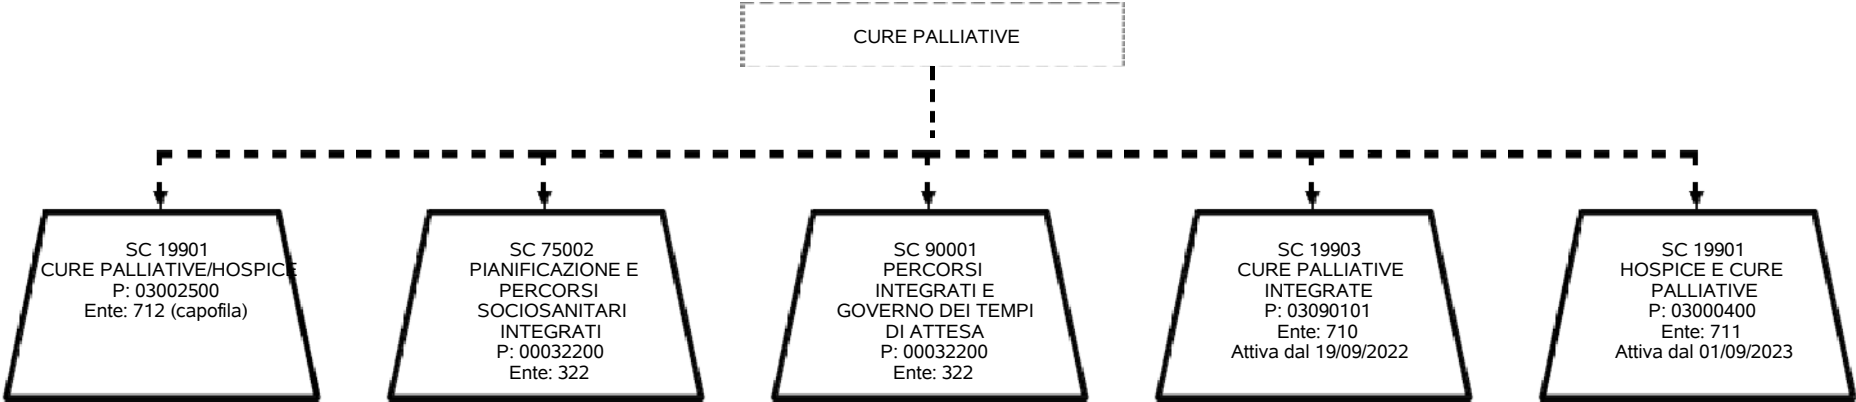 CURE PALLIATIVE
SC 19901
CURE PALLIATIVE/HOSPICE
P: 03002500
Ente: 712 (capofila)
SC 75002
PIANIFICAZIONE E
PERCORSI
SOCIOSANITARI
INTEGRATI
P: 00032200
Ente: 322
SC 90001
PERCORSI
INTEGRATI E
GOVERNO DEI TEMPI
DI ATTESA
P: 00032200
Ente: 322
SC 19903
CURE PALLIATIVE
INTEGRATE
P: 03090101
Ente: 710
Attiva dal 19/09/2022
SC 19901
HOSPICE E CURE
PALLIATIVE
P: 03000400
Ente: 711
Attiva dal 01/09/2023